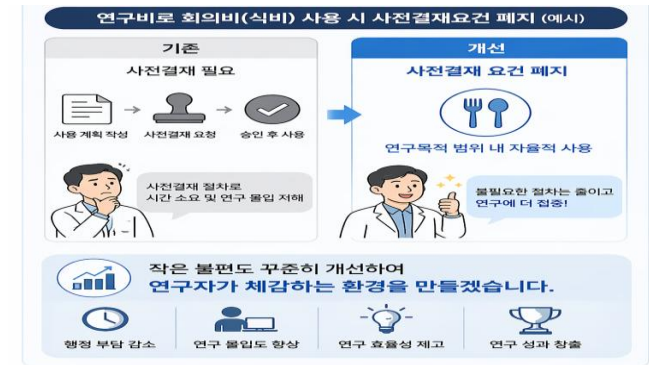 연구비로 회의비(식비) 사용 시 사전결재요건 폐지 (예시)
기존
사전결재 필요
사용 계획 작성
사전결재 요청
승인 후 사용
사전결재 절차로
시간 소요 및 연구 몰입 저해
개선
사전결재 요건 폐지
연구목적 범위 내 자율적 사용
불필요한 절차는 줄이고
연구에 더 집중!
작은 불편도 꾸준히 개선하여
연구자가 체감하는 환경을 만들겠습니다.
행정 부담 감소
연구 몰입도 향상
연구 효율성 제고
연구 성과 창출